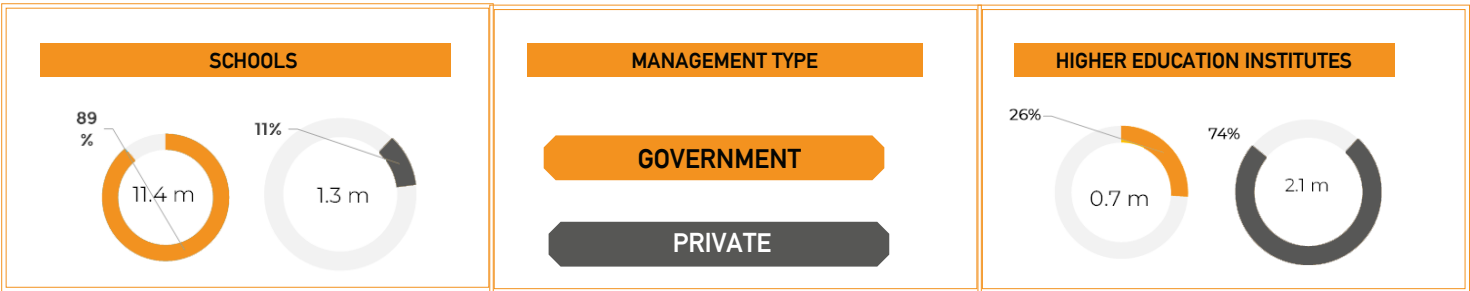 SCHOOLS
89
%
11%
11.4 m
1.3 m
MANAGEMENT TYPE
GOVERNMENT
PRIVATE
HIGHER EDUCATION INSTITUTES
26%
74%
0.7 m
2.1 m